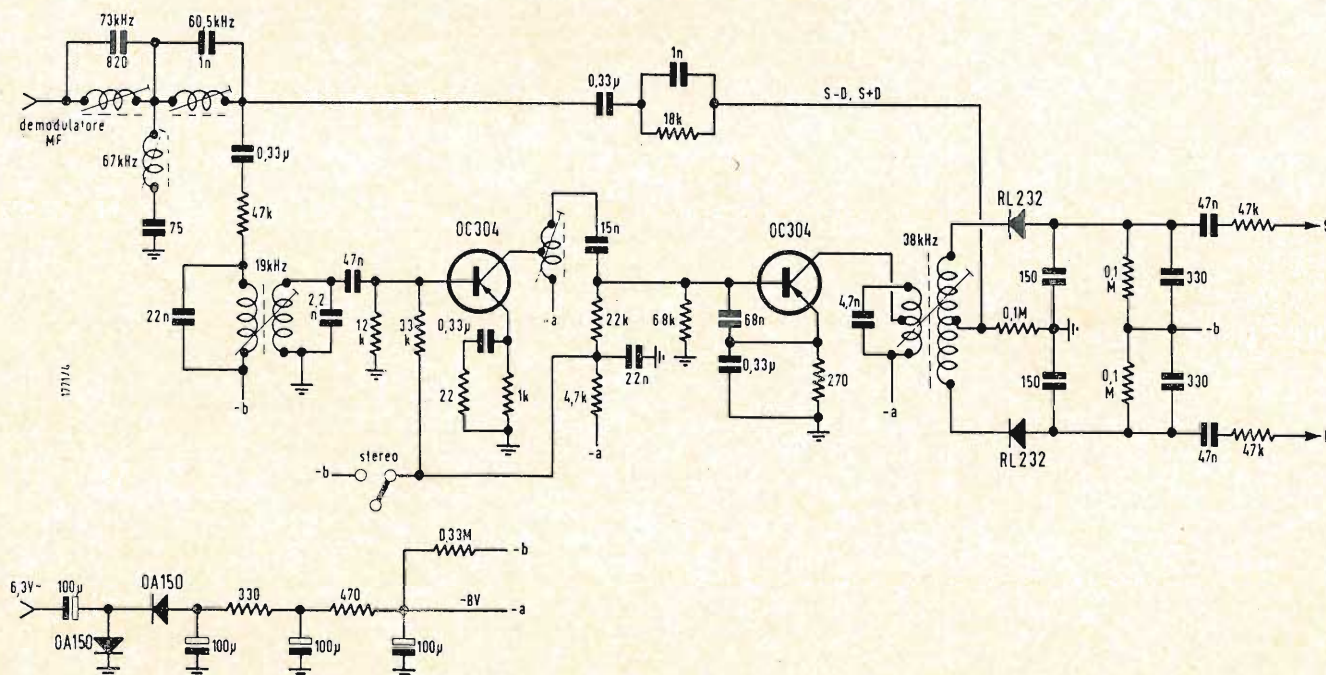 73kHz
820
60,5kHz
1n
demodulatore
MF
67kHz
75
0,33µ
47k
0,33µ
1n
18k
S-D, S+D
19kHz
22n
2,2
n
-b
47n
12
k
33
k
OC304
0,33µ
22
1k
-a
15n
22k
22n
4,7k
-a
68k
68n
0,33µ
OC304
270
4,7n
-a
38kHz
RL232
RL232
0,1M
150
150
0,1
M
0,1
M
330
330
-b
47n
47k
47n
47k
stereo
-b
1771/4
6,3V~
100µ
OA150
OA150
100µ
330
100µ
470
100µ
0,33M
-b
-8V
-a